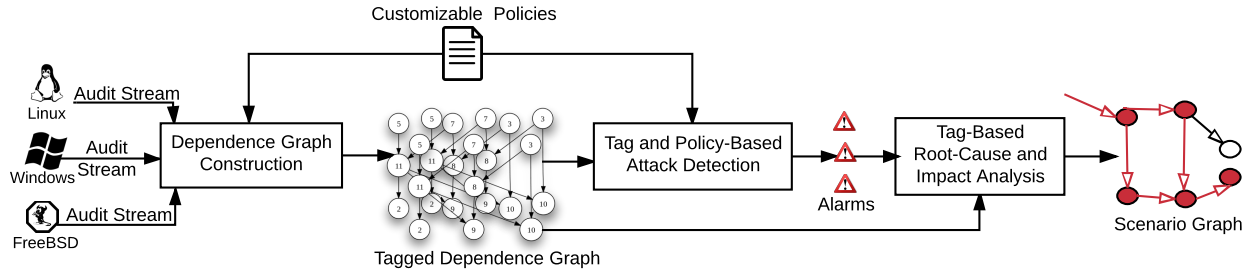 Customizable Policies
Linux
Audit Stream
Windows
Audit
Stream
FreeBSD
Audit Stream
Dependence Graph
Construction
5
5
7
7
3
3
5
7
3
11
11
8
8
11
8
2
2
9
9
10
10
2
9
10
Tagged Dependence Graph
Tag and Policy-Based
Attack Detection
!
!
!
Alarms
Tag-Based
Root-Cause and
Impact Analysis
Scenario Graph